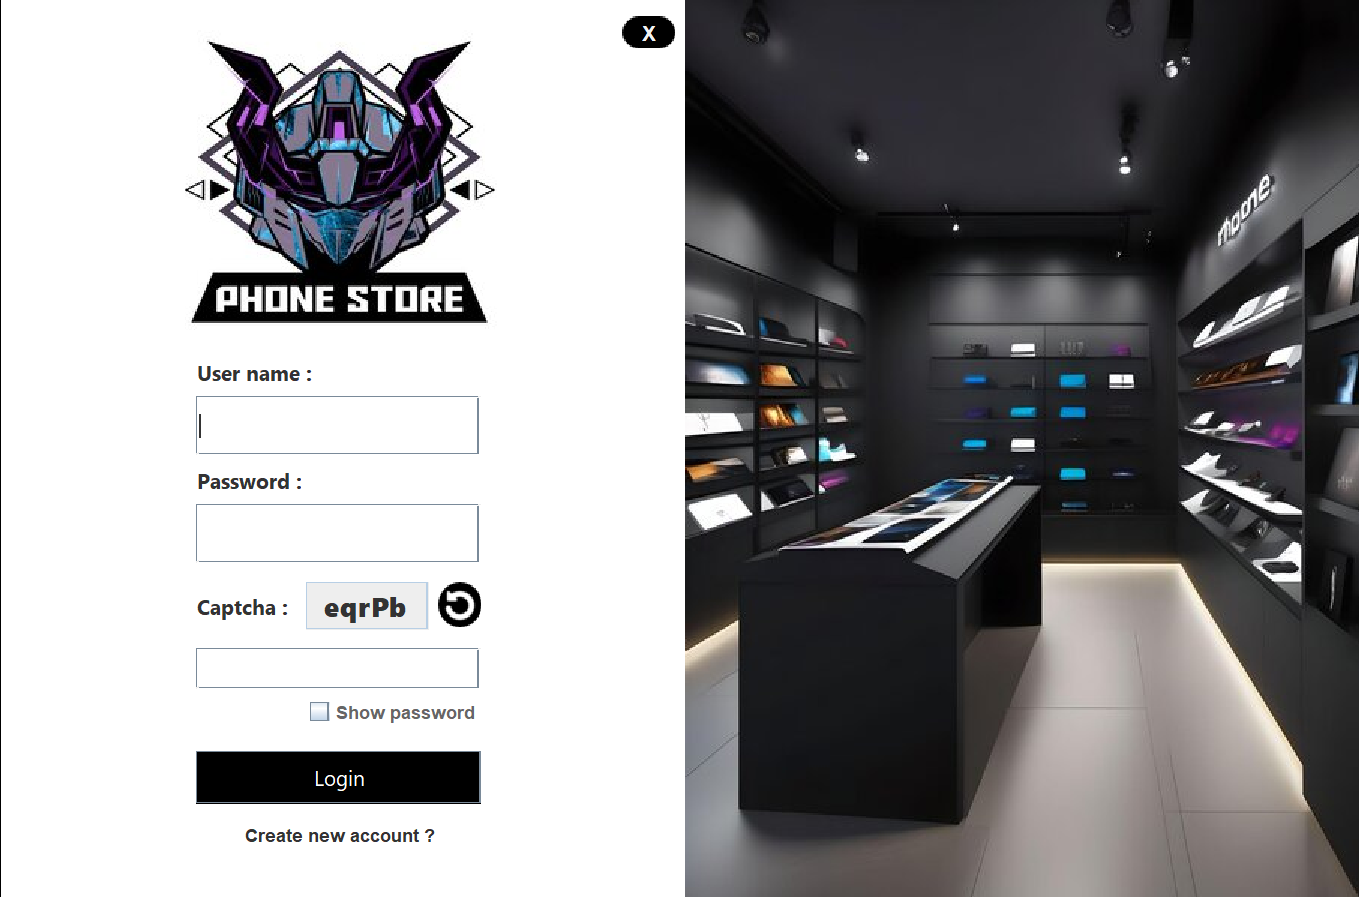 X
PHONE STORE
User name :
Password :
Captcha :
eqrPb
Show password
Login
Create new account ?